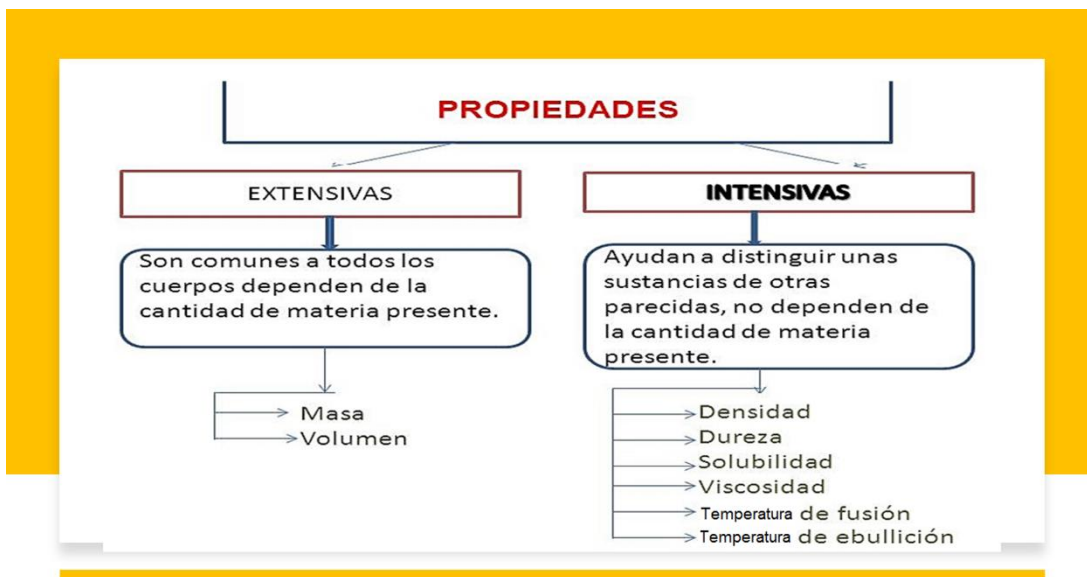 PROPIEDADES
EXTENSIVAS
Son comunes a todos los
cuerpos dependen de la
cantidad de materia presente.
Masa
Volumen
INTENSIVAS
Ayudan a distinguir unas
sustancias de otras
parecidas, no dependen de
la cantidad de materia
presente.
Densidad
Dureza
Solubilidad
Viscosidad
Temperatura de fusión
Temperatura de ebullición